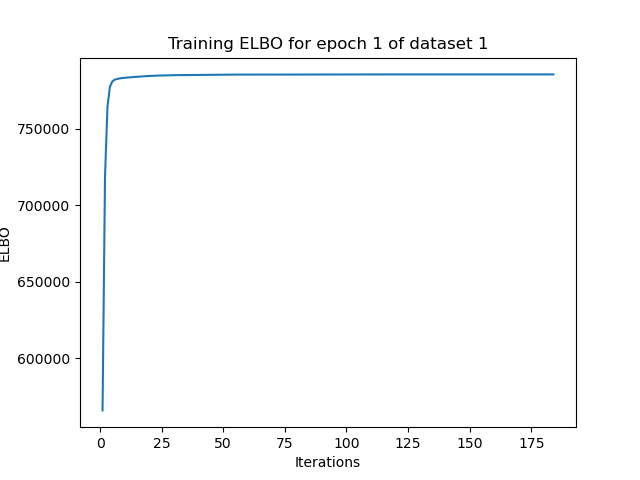 Training ELBO for epoch 1 of dataset 1
750000
700000
650000
600000
ELBO
0 25 50 75 100 125 150 175
Iterations